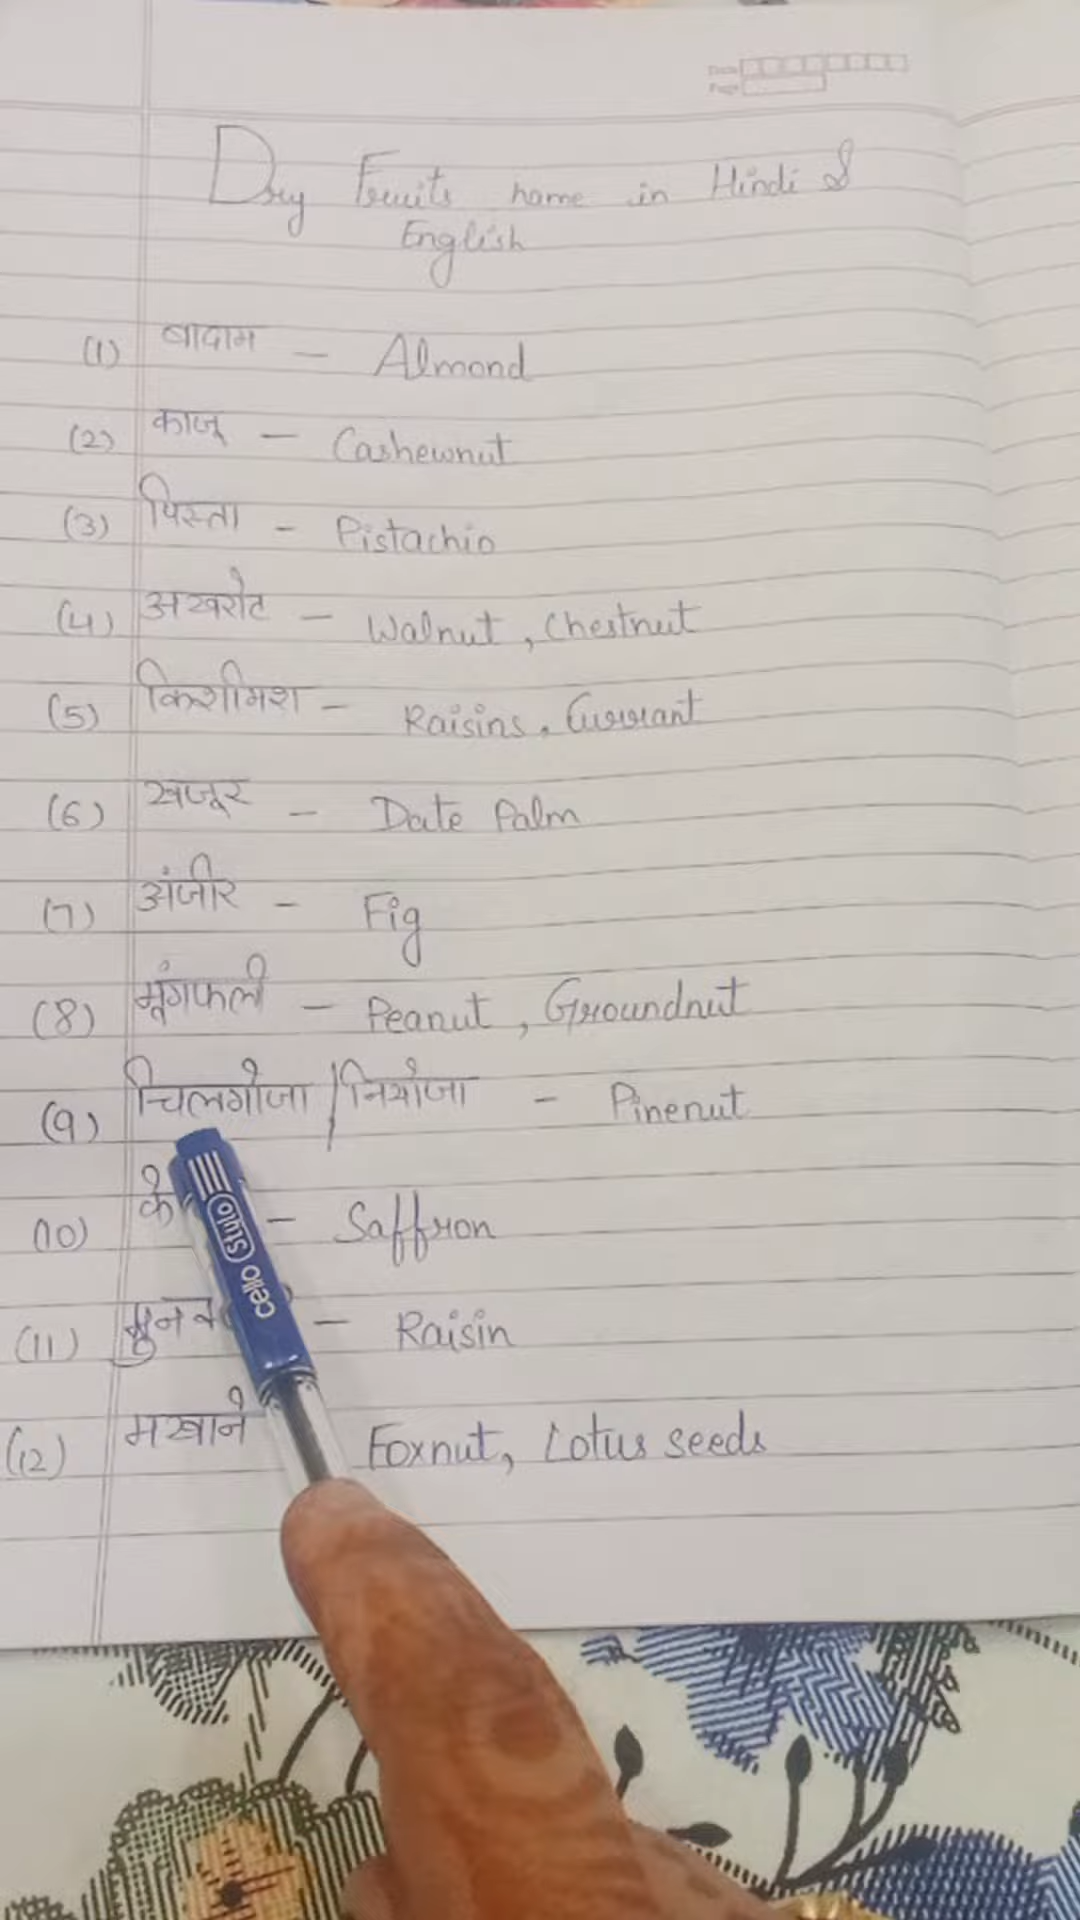 Date
Page
Dry Fruits name in Hindi &
English
(1) बादाम - Almond
(2) काजू - Cashewnut
(3) पिस्ता - Pistachio
(4) अखरोट - Walnut, Chestnut
(5) किशमिश - Raisins, Currant
(6) खजूर - Date Palm
(7) अंजीर - Fig
(8) मूंगफली - Peanut, Groundnut
(9) चिलगोजा / नियोजा - Pinenut
(10) के - Saffron
(11) - Raisin
(12) मखाने Foxnut, Lotus seeds
cello stylo